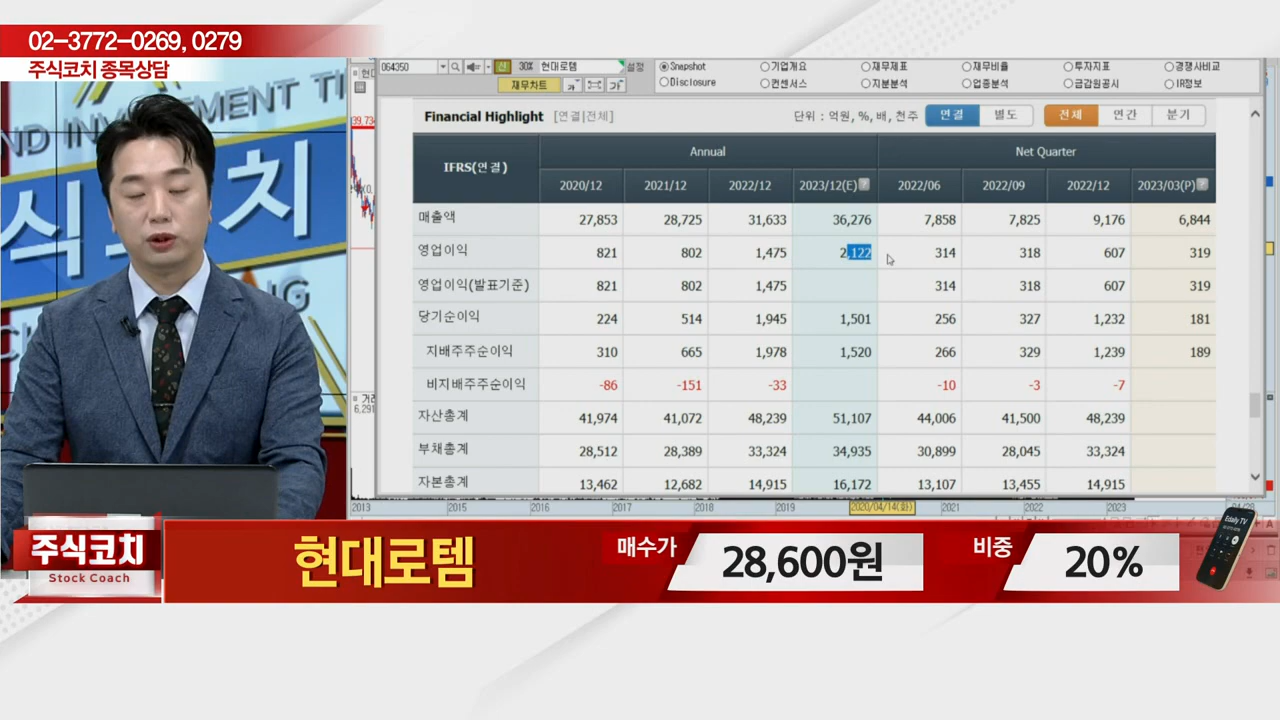 02-3772-0269, 0279
주식코치 종목상담
064350 30% 현대로템 설정
재무차트
Snapshot 기업개요 재무제표 재무비율 투자지표 경쟁사비교
Disclosure 컨센서스 지분분석 업종분석 금감원공시 IR정보
Financial Highlight [연결|전체] 단위 : 억원, %, 배, 천주 연결 별도 전체 연간 분기
IFRS(연결) Annual Net Quarter
2020/12 2021/12 2022/12 2023/12(E) 2022/06 2022/09 2022/12 2023/03(P)
매출액 27,853 28,725 31,633 36,276 7,858 7,825 9,176 6,844
영업이익 821 802 1,475 2,122 314 318 607 319
영업이익(발표기준) 821 802 1,475 314 318 607 319
당기순이익 224 514 1,945 1,501 256 327 1,232 181
지배주주순이익 310 665 1,978 1,520 266 329 1,239 189
비지배주주순이익 -86 -151 -33 -10 -3 -7
자산총계 41,974 41,072 48,239 51,107 44,006 41,500 48,239
부채총계 28,512 28,389 33,324 34,935 30,899 28,045 33,324
자본총계 13,462 12,682 14,915 16,172 13,107 13,455 14,915
2013 2015 2016 2017 2018 2019 2020/04/14(화) 2021 2022 2023
식 치
주식코치
Stock Coach
현대로템 매수가 28,600원 비중 20%
Edaily TV